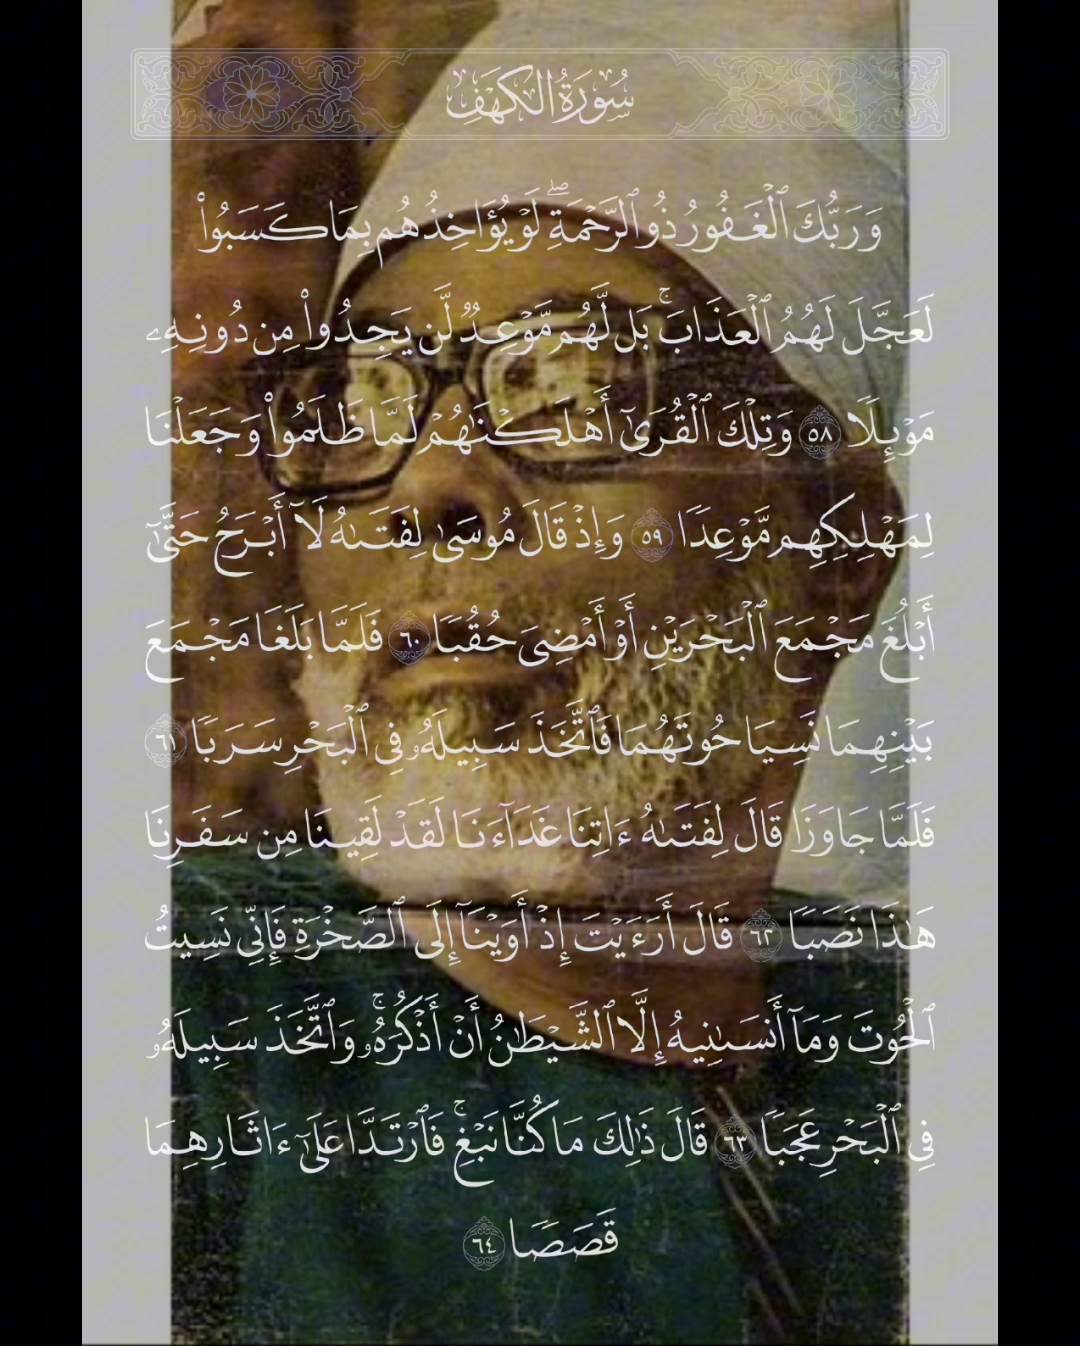 سُورَةُ الكَهْفِ
وَرَبُّكَ ٱلْغَفُورُ ذُو ٱلرَّحْمَةِۖ لَوْ يُؤَاخِذُهُم بِمَا كَسَبُوا۟
لَعَجَّلَ لَهُمُ ٱلْعَذَابَۚ بَل لَّهُم مَّوْعِدٌ لَّن يَجِدُوا۟ مِن دُونِهِۦ
مَوْئِلًا ٥٨ وَتِلْكَ ٱلْقُرَىٰٓ أَهْلَكْنَٰهُمْ لَمَّا ظَلَمُوا۟ وَجَعَلْنَا
لِمَهْلِكِهِم مَّوْعِدًا ٥٩ وَإِذْ قَالَ مُوسَىٰ لِفَتَىٰهُ لَآ أَبْرَحُ حَتَّىٰٓ
أَبْلُغَ مَجْمَعَ ٱلْبَحْرَيْنِ أَوْ أَمْضِىَ حُقُبًا ٦٠ فَلَمَّا بَلَغَا مَجْمَعَ
بَيْنِهِمَا نَسِيَا حُوتَهُمَا فَٱتَّخَذَ سَبِيلَهُۥ فِى ٱلْبَحْرِ سَرَبًا ٦١
فَلَمَّا جَاوَزَا قَالَ لِفَتَىٰهُ ءَاتِنَا غَدَآءَنَا لَقَدْ لَقِينَا مِن سَفَرِنَا
هَٰذَا نَصَبًا ٦٢ قَالَ أَرَءَيْتَ إِذْ أَوَيْنَآ إِلَى ٱلصَّخْرَةِ فَإِنِّى نَسِيتُ
ٱلْحُوتَ وَمَآ أَنسَىٰنِيهُ إِلَّا ٱلشَّيْطَٰنُ أَنْ أَذْكُرَهُۥۚ وَٱتَّخَذَ سَبِيلَهُۥ
فِى ٱلْبَحْرِ عَجَبًا ٦٣ قَالَ ذَٰلِكَ مَا كُنَّا نَبْغِۚ فَٱرْتَدَّا عَلَىٰٓ ءَاثَارِهِمَا
قَصَصًا ٦٤